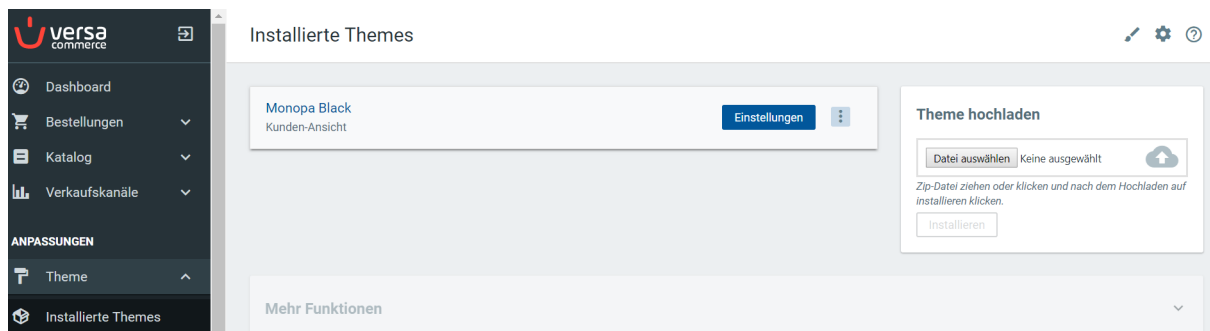 versa
commerce
Dashboard
Bestellungen
Katalog
Verkaufskanäle
ANPASSUNGEN
Theme
Installierte Themes
Installierte Themes
Monopa Black
Kunden-Ansicht
Einstellungen
Theme hochladen
Datei auswählen Keine ausgewählt
Zip-Datei ziehen oder klicken und nach dem Hochladen auf
installieren klicken.
Installieren
Mehr Funktionen